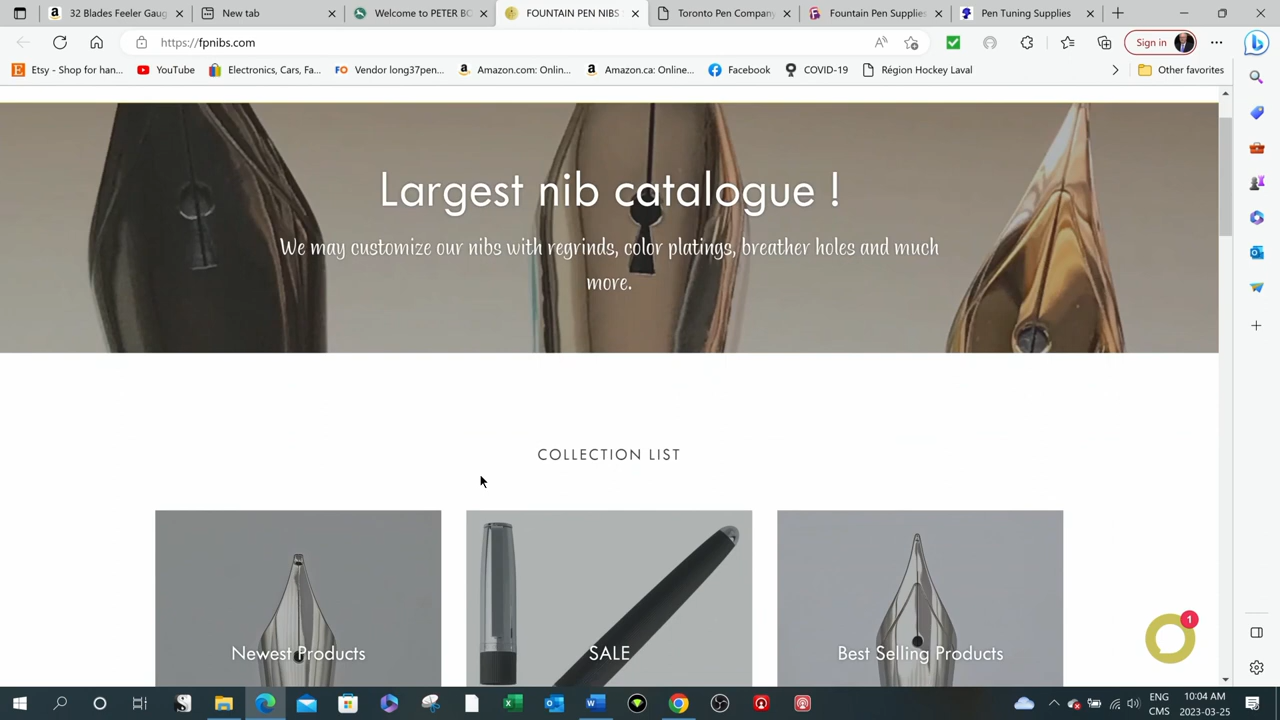 32 Blades Feeler Gaug
New tab
Welcome to PETER BO
FOUNTAIN PEN NIBS
Toronto Pen Company
Fountain Pen Supplies
Pen Tuning Supplies
https://fpnibs.com
Sign in
Etsy - Shop for han...
YouTube
Electronics, Cars, Fa...
FO
Vendor long37pen...
Amazon.com: Onlin...
Amazon.ca: Online...
Facebook
COVID-19
Région Hockey Laval
Other favorites
Largest nib catalogue !
We may customize our nibs with regrinds, color platings, breather holes and much
more.
COLLECTION LIST
1
Newest Products
SALE
Best Selling Products
ENG
CMS
10:04 AM
2023-03-25